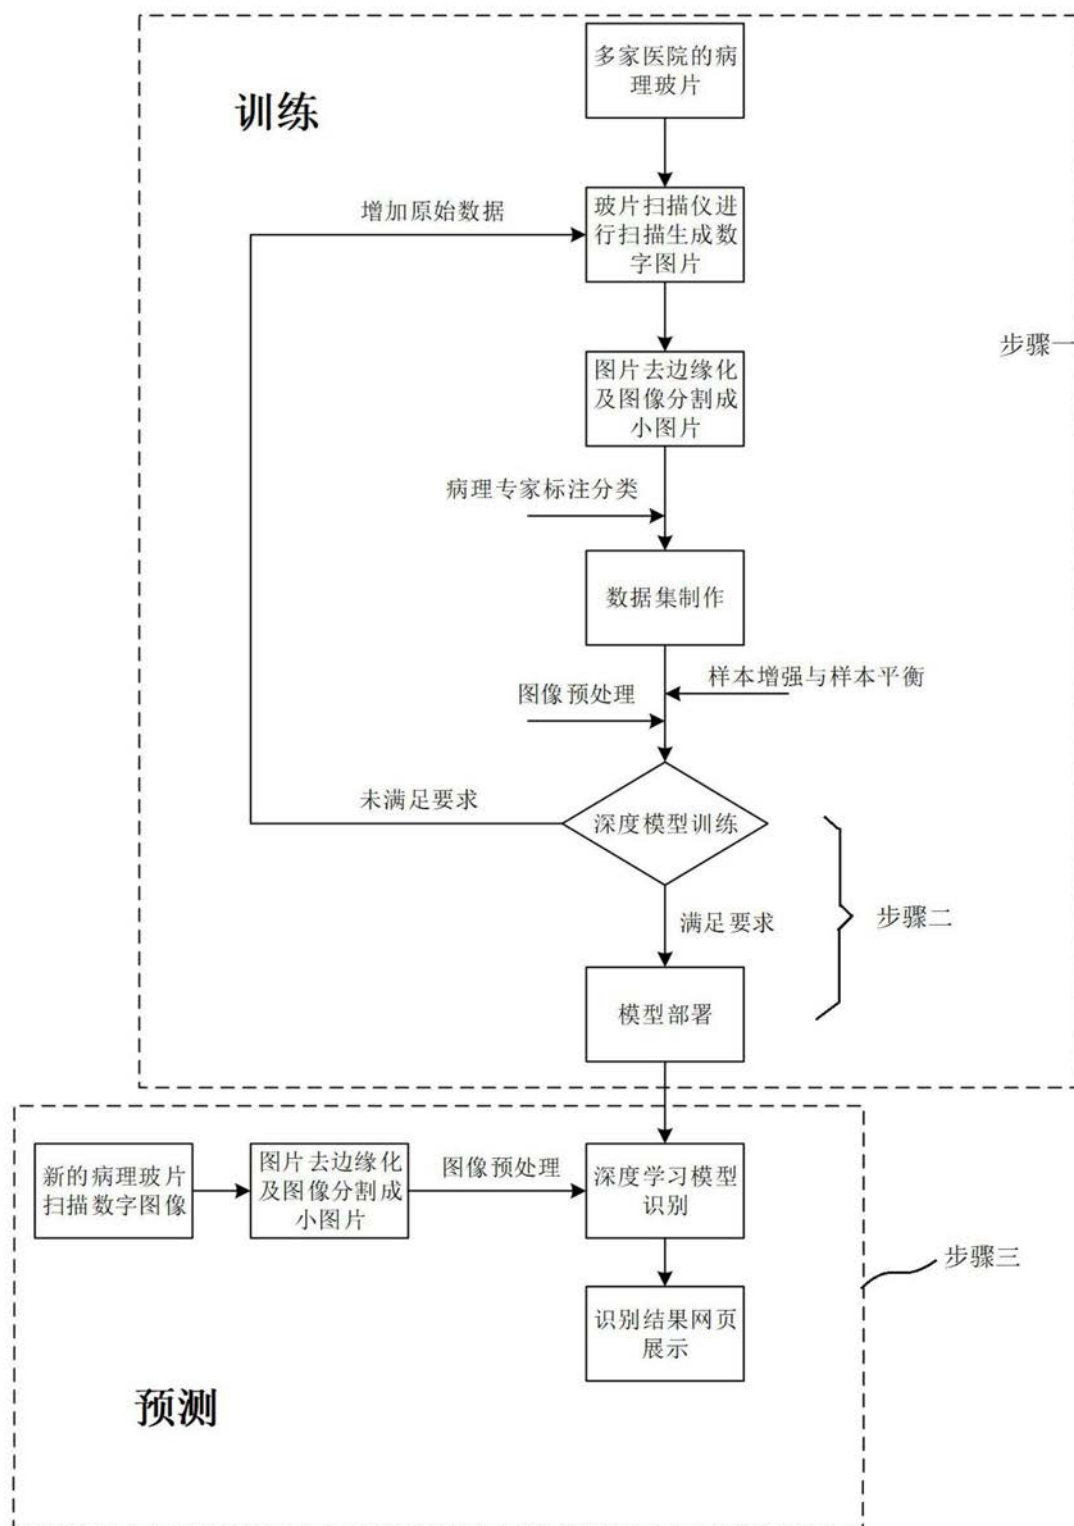 多家医院的病
理玻片
训练
增加原始数据
玻片扫描仪进
行扫描生成数
字图片
步骤一
图片去边缘化
及图像分割成
小图片
病理专家标注分类
数据集制作
样本增强与样本平衡
图像预处理
未满足要求
深度模型训练
满足要求
步骤二
模型部署
新的病理玻片
扫描数字图像
图片去边缘化
及图像分割成
小图片
图像预处理
深度学习模型
识别
步骤三
识别结果网页
展示
预测